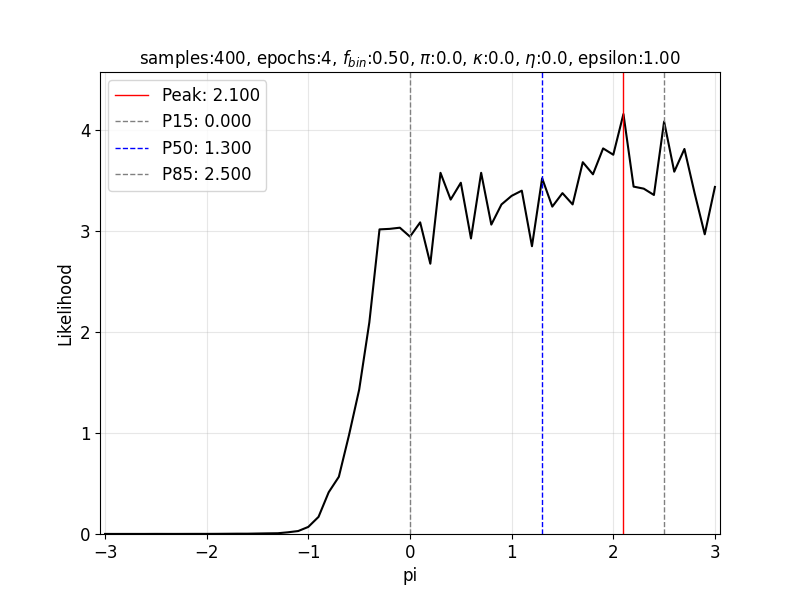 samples:400, epochs:4, f_bin:0.50, π:0.0, κ:0.0, η:0.0, epsilon:1.00
Peak: 2.100
P15: 0.000
P50: 1.300
P85: 2.500
Likelihood
4
3
2
1
0
−3 −2 −1 0 1 2 3
pi